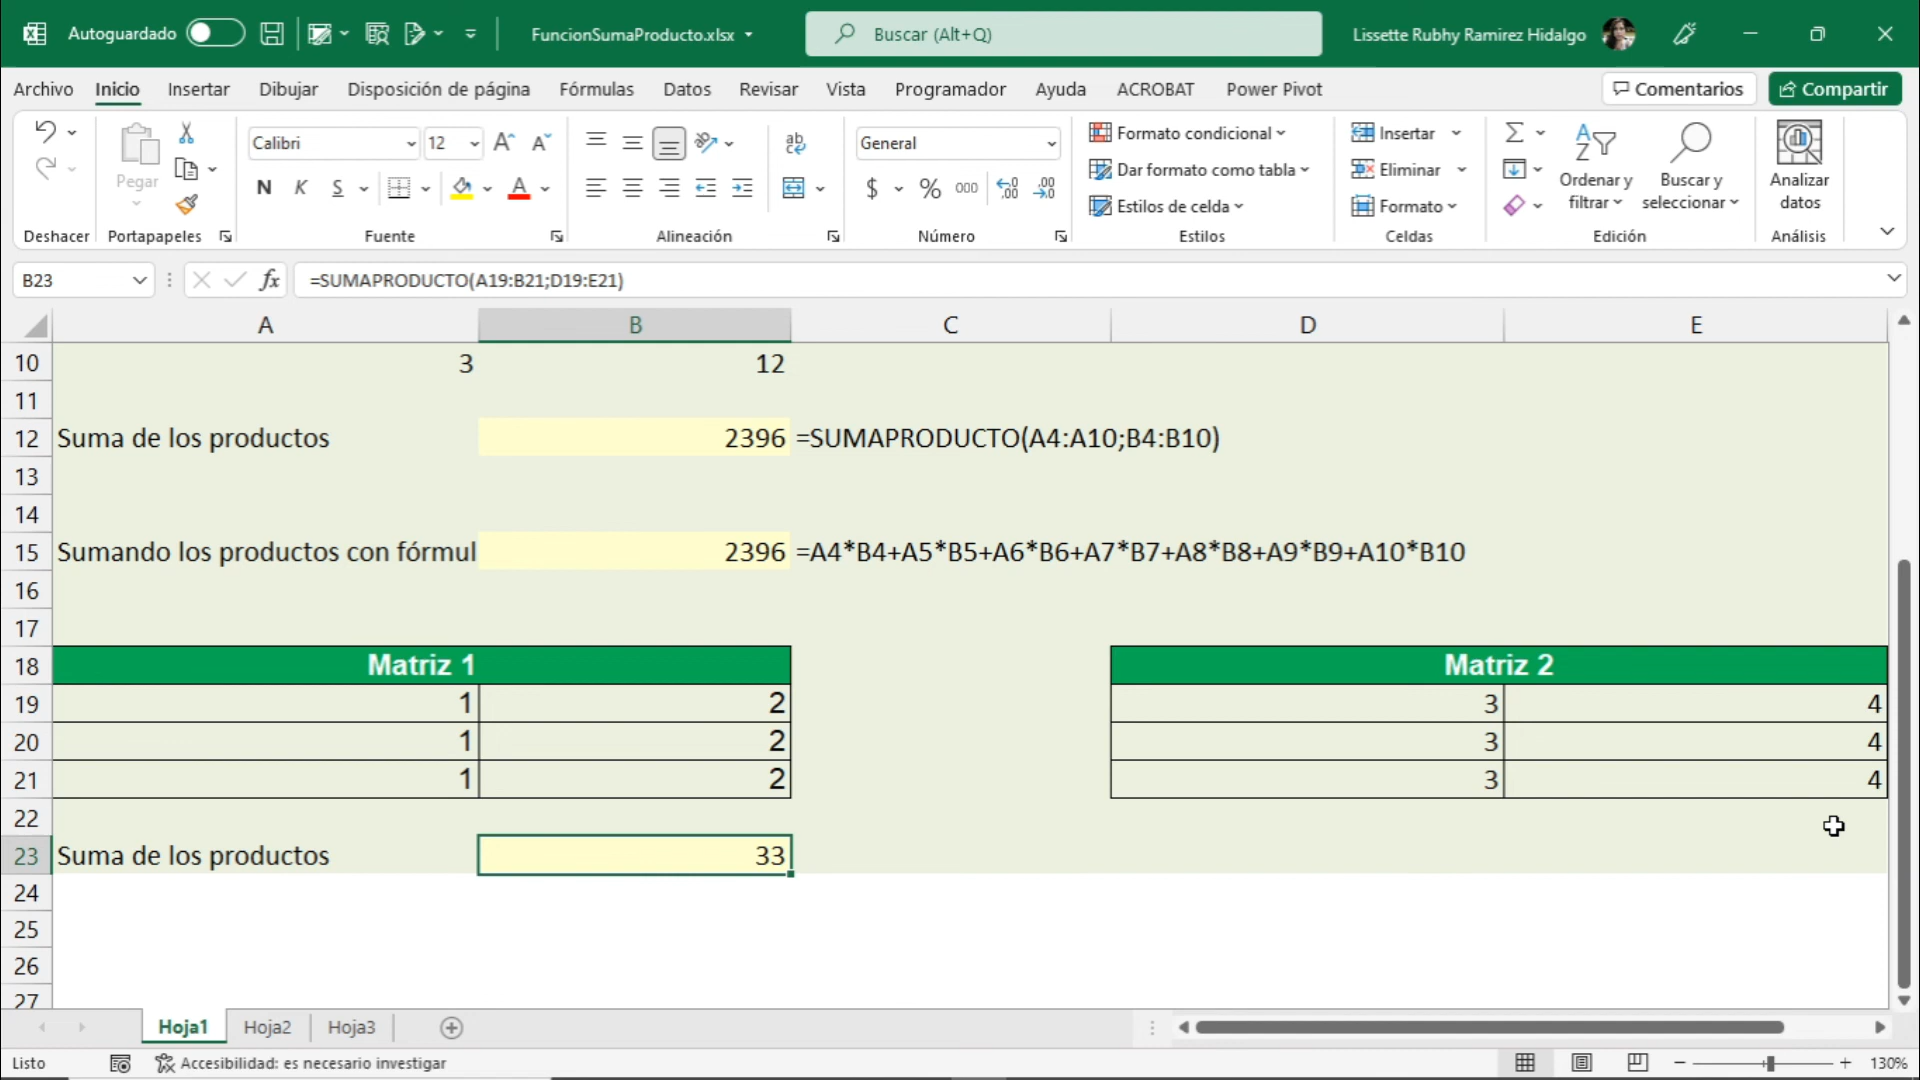 Autoguardado FuncionSumaProducto.xlsx Buscar (Alt+Q) Lissette Rubhy Ramirez Hidalgo
Archivo Inicio Insertar Dibujar Disposición de página Fórmulas Datos Revisar Vista Programador Ayuda ACROBAT Power Pivot Comentarios Compartir
Pegar
Calibri 12
N K S
ab
General
$ % 000
Formato condicional
Dar formato como tabla
Estilos de celda
Insertar
Eliminar
Formato
Ordenar y filtrar
Buscar y seleccionar
Analizar datos
Deshacer Portapapeles Fuente Alineación Número Estilos Celdas Edición Análisis
B23 fx =SUMAPRODUCTO(A19:B21;D19:E21)
A B C D E
10 3 12
11
12 Suma de los productos 2396 =SUMAPRODUCTO(A4:A10;B4:B10)
13
14
15 Sumando los productos con fórmul 2396 =A4*B4+A5*B5+A6*B6+A7*B7+A8*B8+A9*B9+A10*B10
16
17
18 Matriz 1 Matriz 2
19 1 2 3 4
20 1 2 3 4
21 1 2 3 4
22
23 Suma de los productos 33
24
25
26
27
Hoja1 Hoja2 Hoja3
Listo Accesibilidad: es necesario investigar 130%